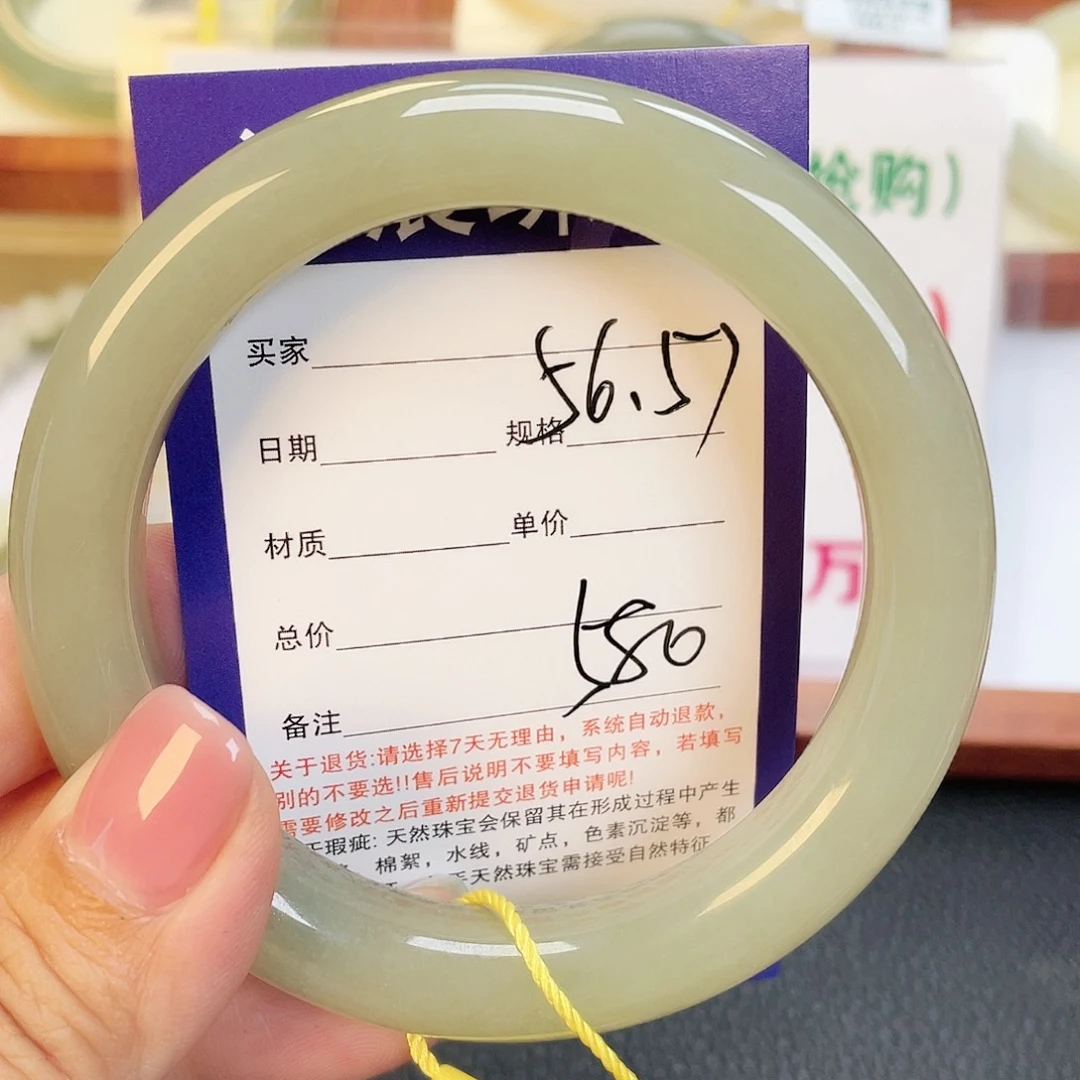 抢购）
买家 56.57
日期 规格
材质 单价
万
总价 580
备注
关于退货:请选择7天无理由，系统自动退款，
别的不要选!!售后说明不要填写内容，若填写
需要修改之后重新提交退货申请呢!
瑕疵: 天然珠宝会保留其在形成过程中产生
棉絮，水线，矿点，色素沉淀等，都
天然珠宝需接受自然特征